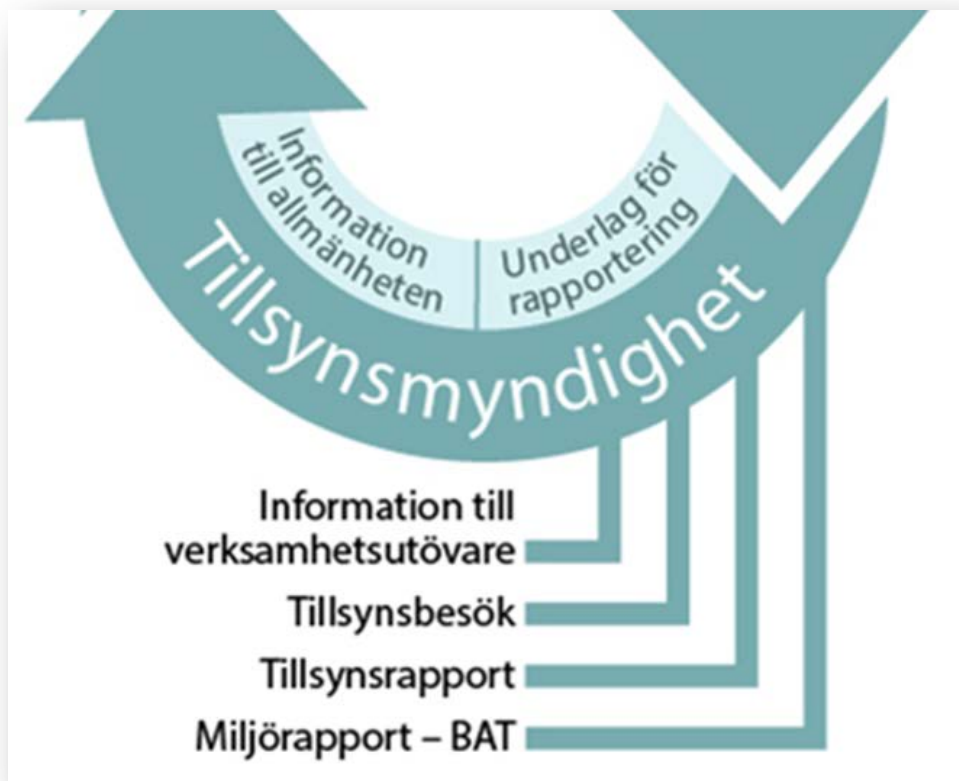 Information
till allmänheten
Underlag för
rapportering
Tillsynsmyndighet
Information till
verksamhetsutövare
Tillsynsbesök
Tillsynsrapport
Miljörapport – BAT